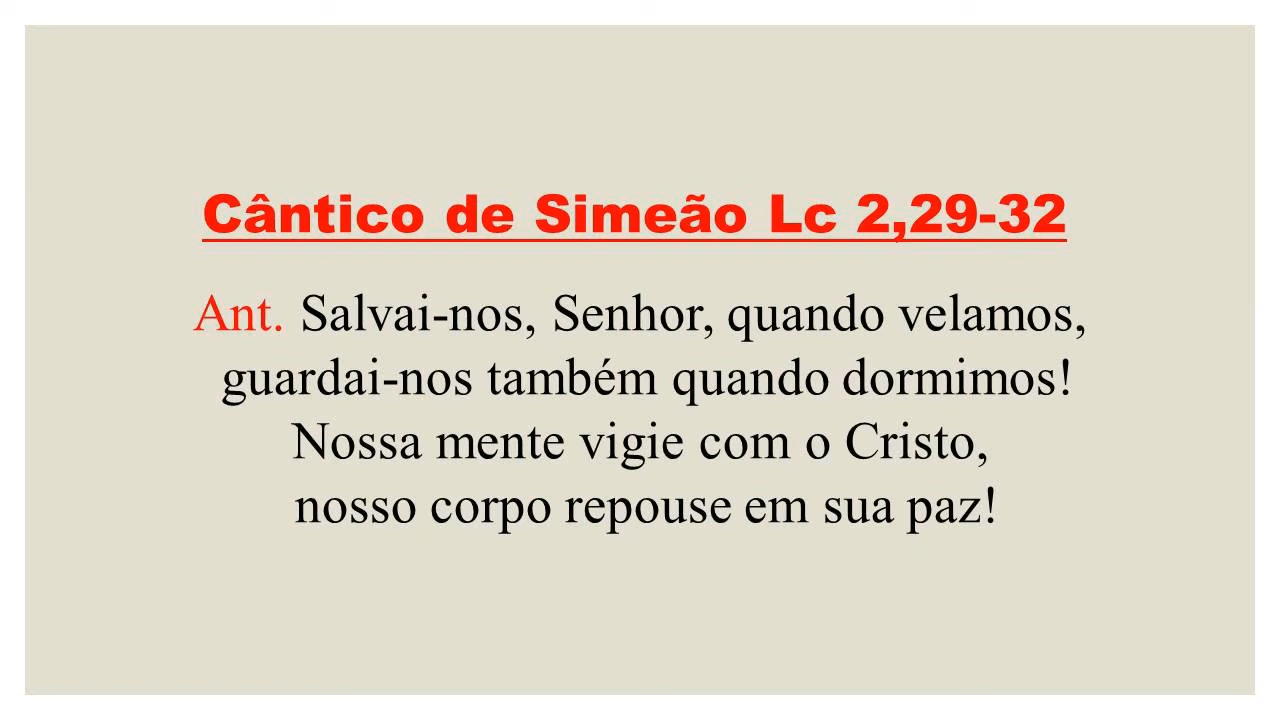 Cântico de Simeão Lc 2,29-32
Ant. Salvai-nos, Senhor, quando velamos,
guardai-nos também quando dormimos!
Nossa mente vigie com o Cristo,
nosso corpo repouse em sua paz!